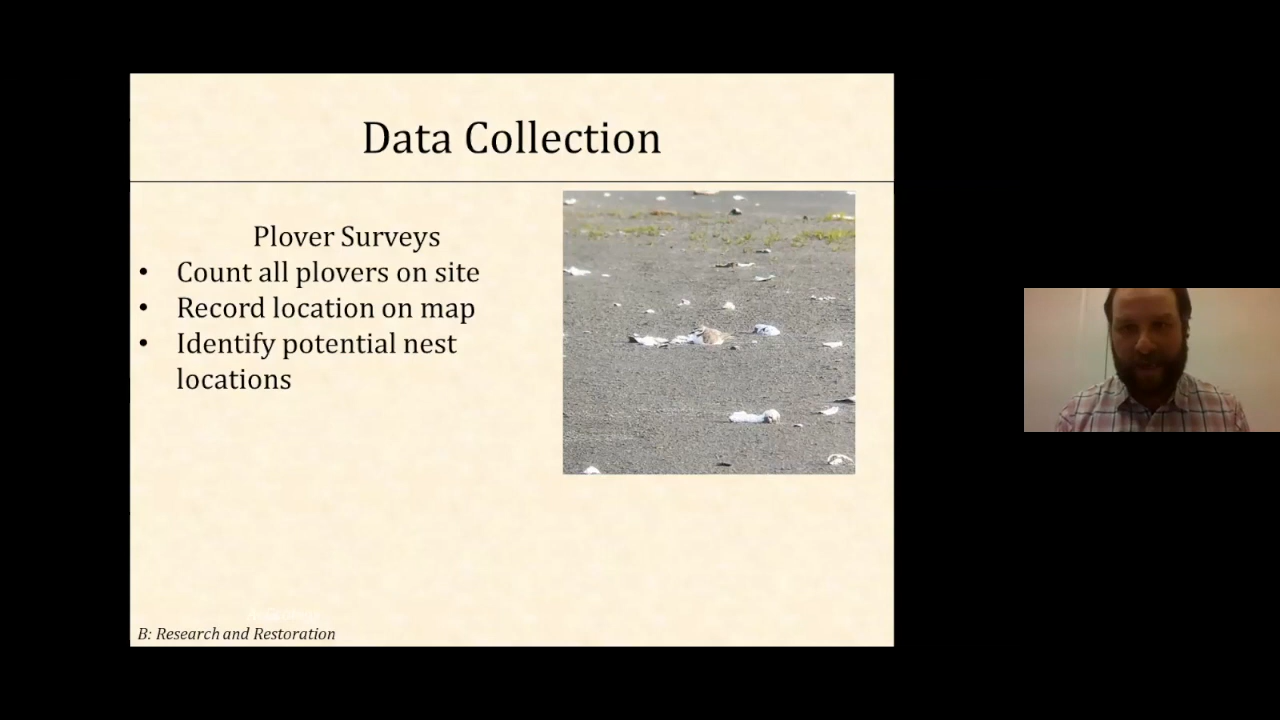 Data Collection
Plover Surveys
• Count all plovers on site
• Record location on map
• Identify potential nest
locations
B: Research and Restoration